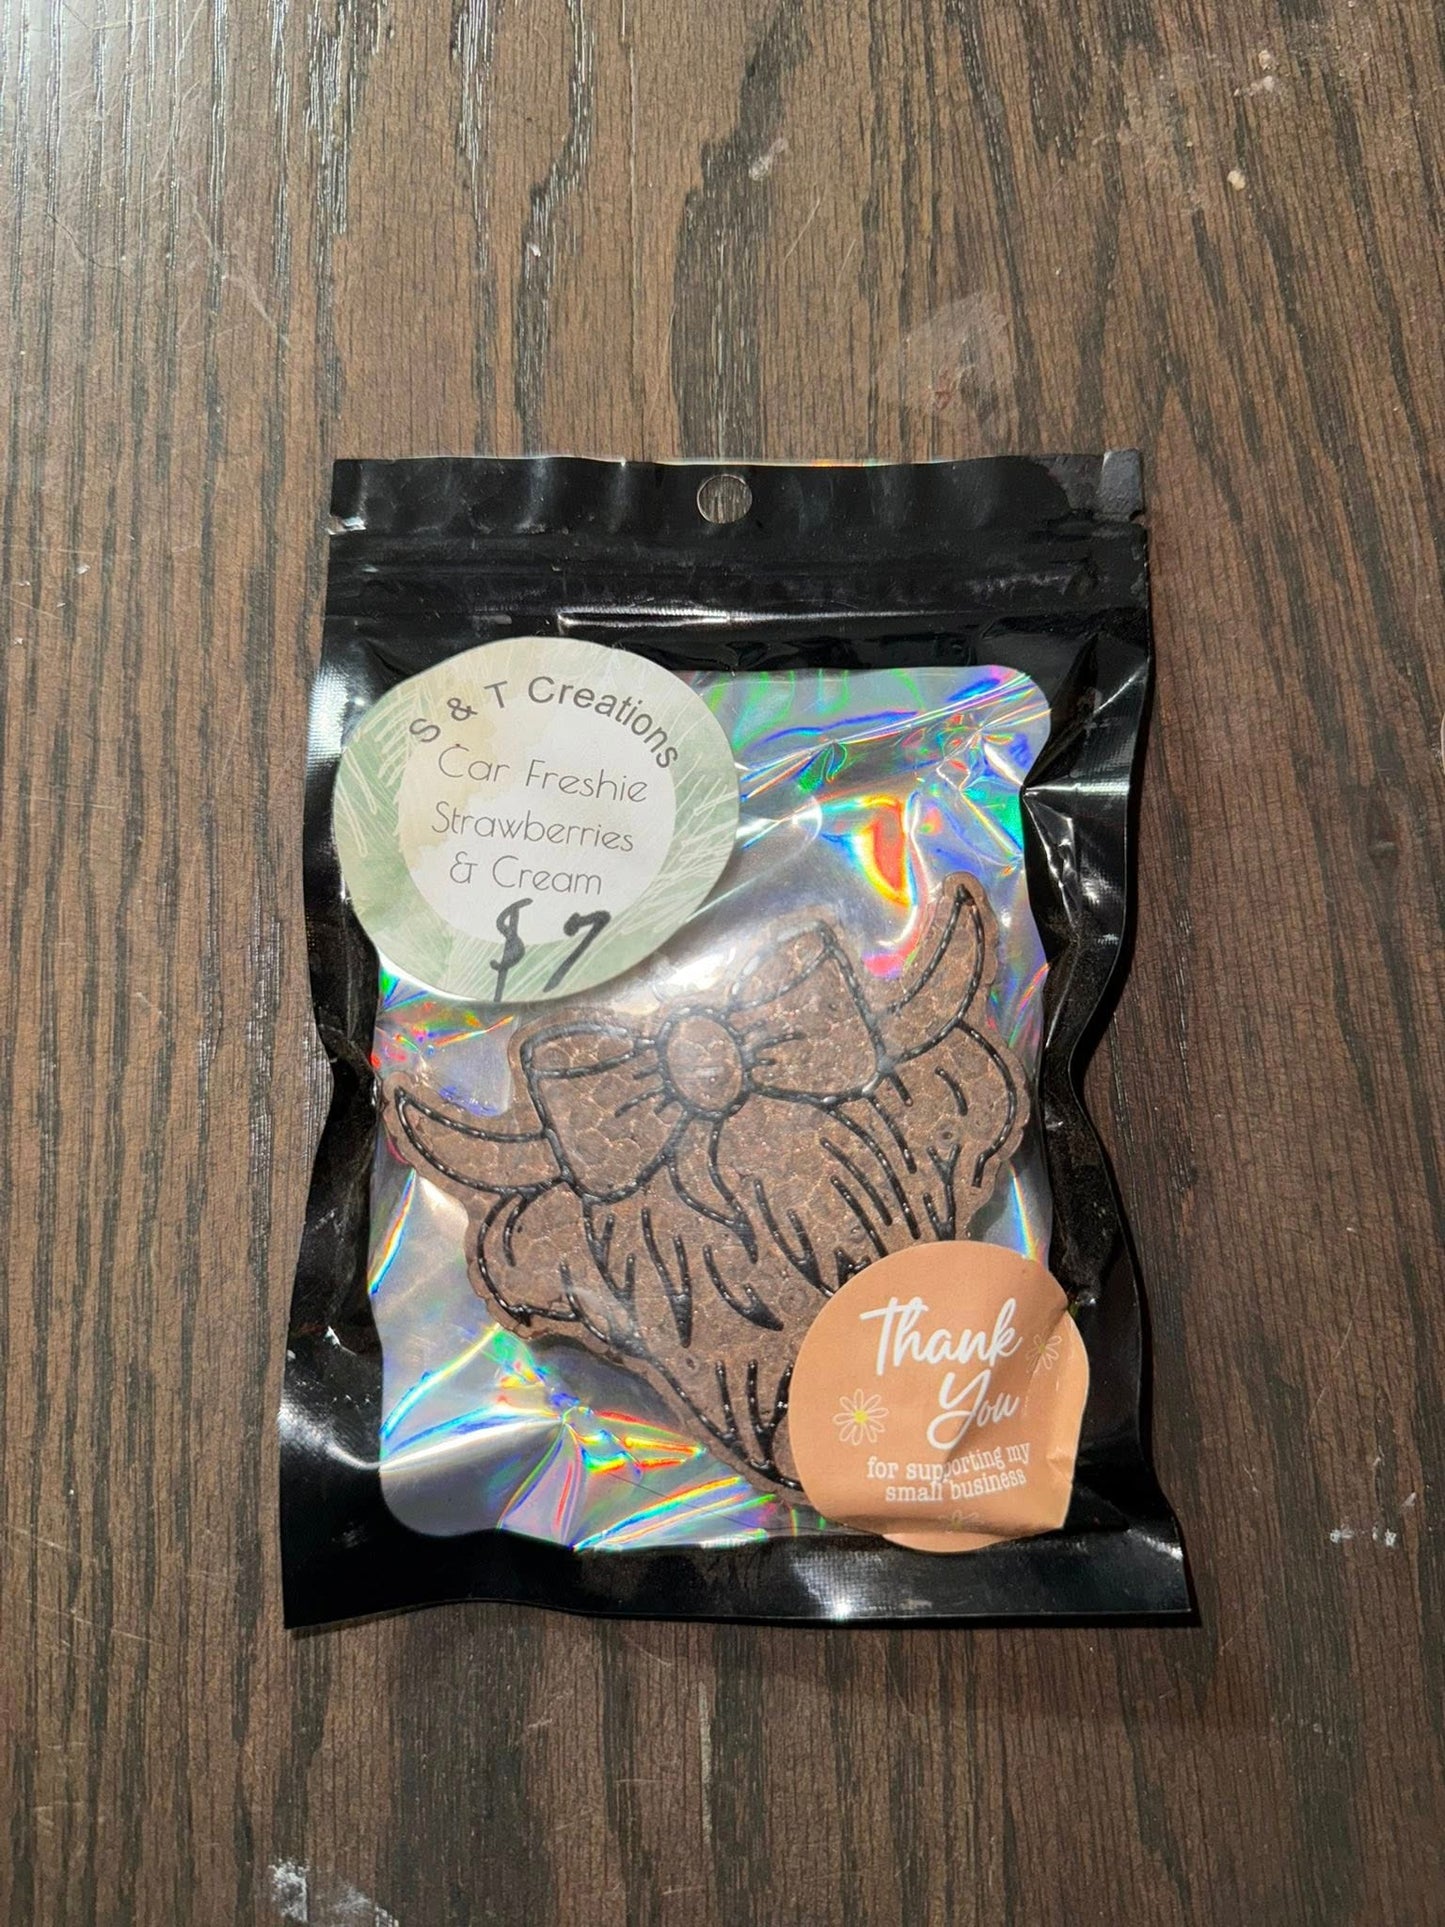 S & T Creations
Car Freshie
Strawberries
& Cream
$7
Thank
You
for supporting my
small business